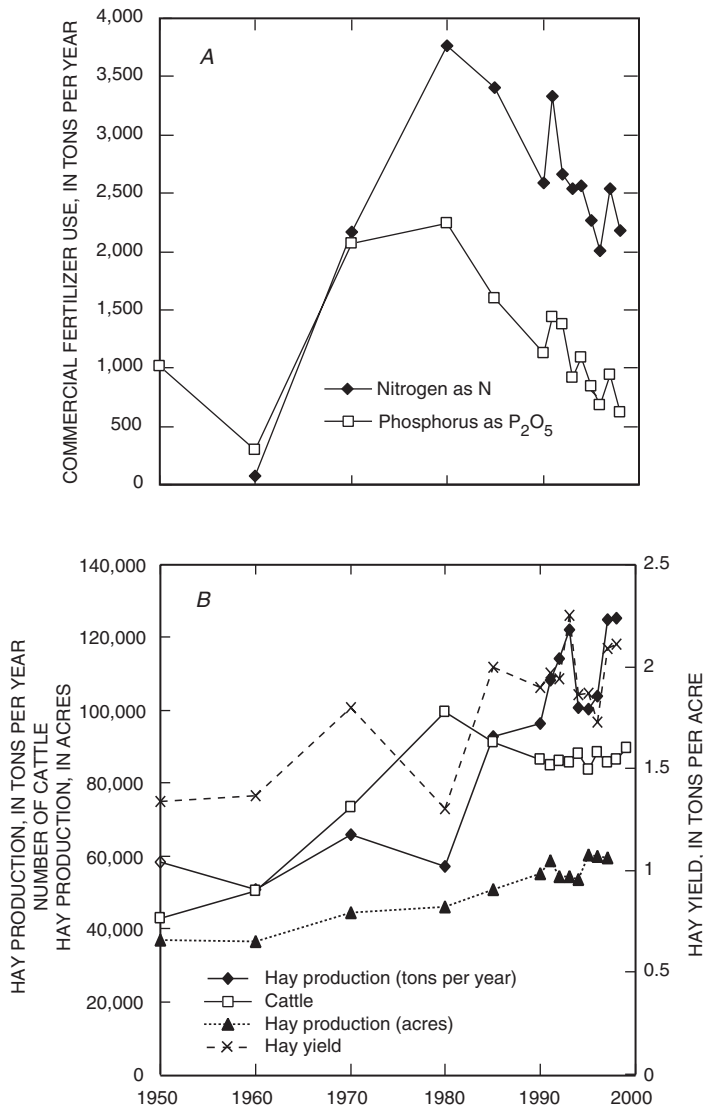 COMMERCIAL FERTILIZER USE, IN TONS PER YEAR
4,000
3,500
3,000
2,500
2,000
1,500
1,000
500
0
A
Nitrogen as N
Phosphorus as P2O5
HAY PRODUCTION, IN TONS PER YEAR
NUMBER OF CATTLE
HAY PRODUCTION, IN ACRES
140,000
120,000
100,000
80,000
60,000
40,000
20,000
0
B
Hay production (tons per year)
Cattle
Hay production (acres)
Hay yield
2.5
2
1.5
1
0.5
0
HAY YIELD. IN TONS PER ACRE
1950 1960 1970 1980 1990 2000